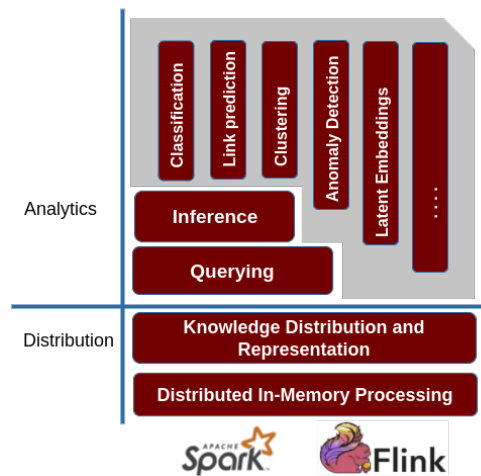 Classification
Link prediction
Clustering
Anomaly Detection
Latent Embeddings
....
Analytics
Inference
Querying
Distribution
Knowledge Distribution and
Representation
Distributed In-Memory Processing
APACHE
Spark™
Flink